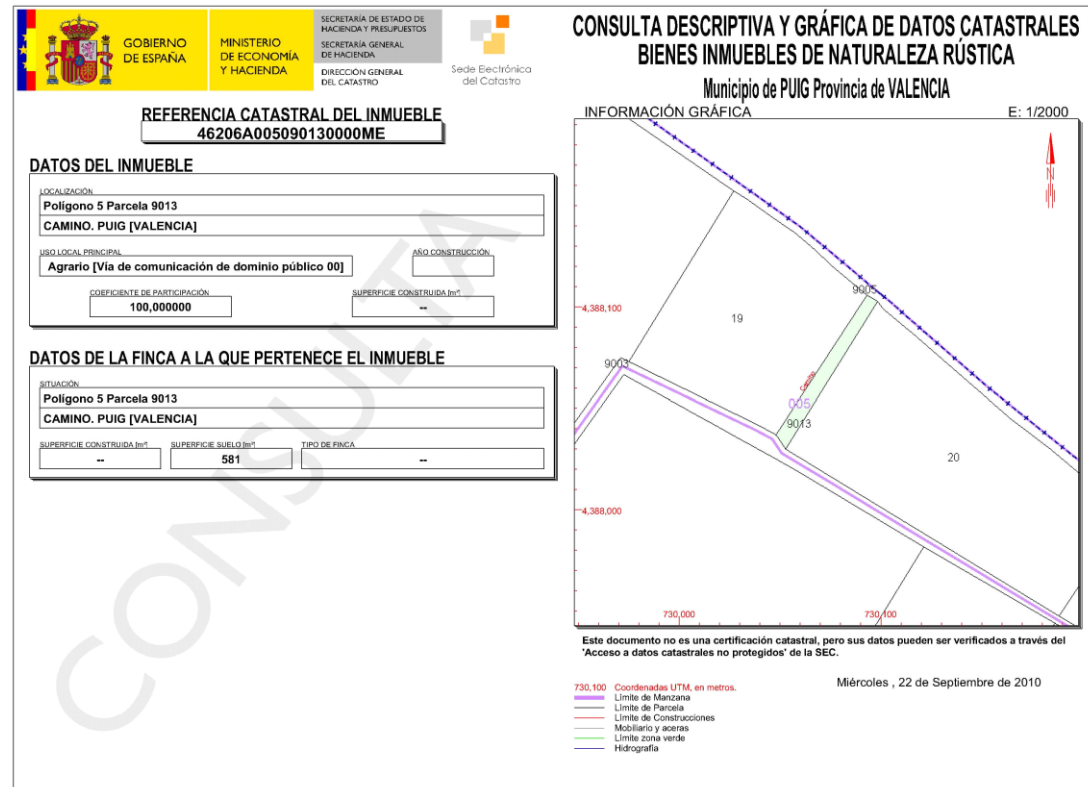 GOBIERNO
DE ESPAÑA
MINISTERIO
DE ECONOMÍA
Y HACIENDA
SECRETARÍA DE ESTADO DE
HACIENDA Y PRESUPUESTOS
SECRETARÍA GENERAL
DE HACIENDA
DIRECCIÓN GENERAL
DEL CATASTRO
Sede Electrónica
del Catastro
REFERENCIA CATASTRAL DEL INMUEBLE
46206A005090130000ME
DATOS DEL INMUEBLE
LOCALIZACIÓN
Polígono 5 Parcela 9013
CAMINO. PUIG [VALENCIA]
USO LOCAL PRINCIPAL
Agrario [Vía de comunicación de dominio público 00]
AÑO CONSTRUCCIÓN
COEFICIENTE DE PARTICIPACIÓN
100,000000
SUPERFICIE CONSTRUIDA [m²]
--
DATOS DE LA FINCA A LA QUE PERTENECE EL INMUEBLE
SITUACIÓN
Polígono 5 Parcela 9013
CAMINO. PUIG [VALENCIA]
SUPERFICIE CONSTRUIDA [m²]
--
SUPERFICIE SUELO [m²]
581
TIPO DE FINCA
--
CONSULTA
CONSULTA DESCRIPTIVA Y GRÁFICA DE DATOS CATASTRALES
BIENES INMUEBLES DE NATURALEZA RÚSTICA
Municipio de PUIG Provincia de VALENCIA
INFORMACIÓN GRÁFICA
E: 1/2000
N
9005
4,388,100
19
9003
Camino
005
9013
20
4,388,000
730,000
730,100
Este documento no es una certificación catastral, pero sus datos pueden ser verificados a través del
'Acceso a datos catastrales no protegidos' de la SEC.
Miércoles , 22 de Septiembre de 2010
730,100 Coordenadas UTM, en metros.
Límite de Manzana
Límite de Parcela
Límite de Construcciones
Mobiliario y aceras
Límite zona verde
Hidrografía